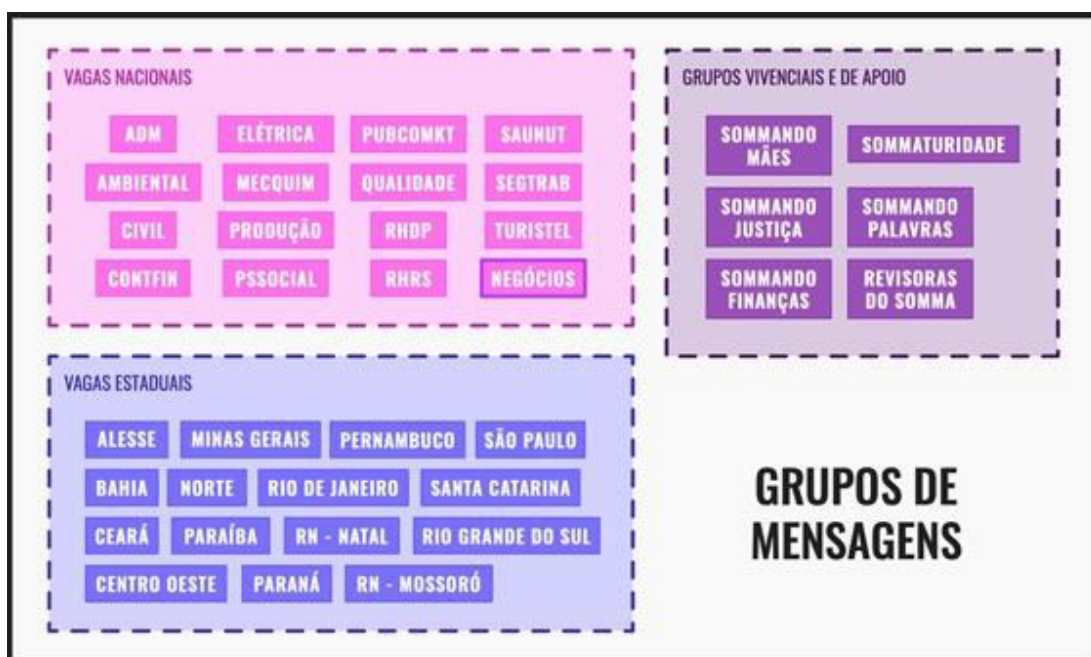 VAGAS NACIONAIS
ADM ELÉTRICA PUBCOMKT SAUNUT
AMBIENTAL MECQUIM QUALIDADE SEGTRAB
CIVIL PRODUÇÃO RHDP TURISTEL
CONTFIN PSSOCIAL RHRS NEGÓCIOS
GRUPOS VIVENCIAIS E DE APOIO
SOMMANDO
MÃES
SOMMATURIDADE
SOMMANDO
JUSTIÇA
SOMMANDO
PALAVRAS
SOMMANDO
FINANÇAS
REVISORAS
DO SOMMA
VAGAS ESTADUAIS
ALESSE MINAS GERAIS PERNAMBUCO SÃO PAULO
BAHIA NORTE RIO DE JANEIRO SANTA CATARINA
CEARÁ PARAÍBA RN - NATAL RIO GRANDE DO SUL
CENTRO OESTE PARANÁ RN - MOSSORÓ
GRUPOS DE
MENSAGENS